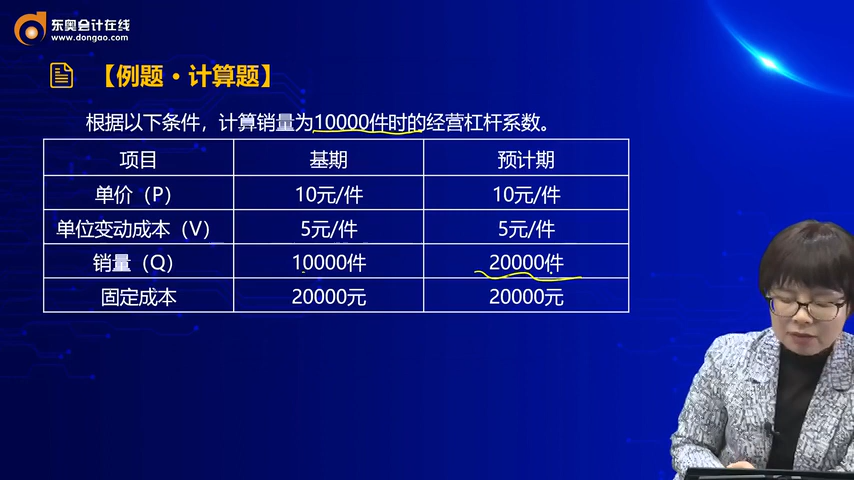 东奥会计在线
www.dongao.com
【例题·计算题】
根据以下条件，计算销量为10000件时的经营杠杆系数。
项目 基期 预计期
单价（P） 10元/件 10元/件
单位变动成本（V） 5元/件 5元/件
销量（Q） 10000件 20000件
固定成本 20000元 20000元